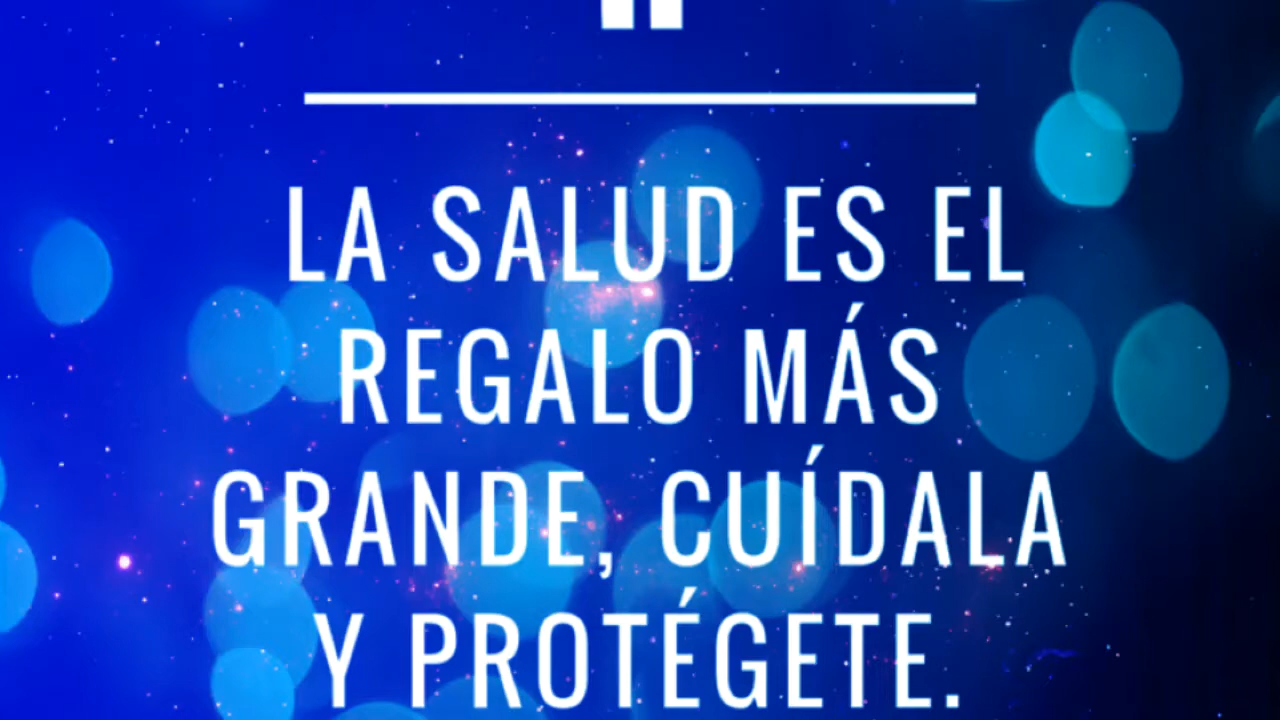 "
LA SALUD ES EL
REGALO MÁS
GRANDE, CUÍDALA
Y PROTÉGETE.